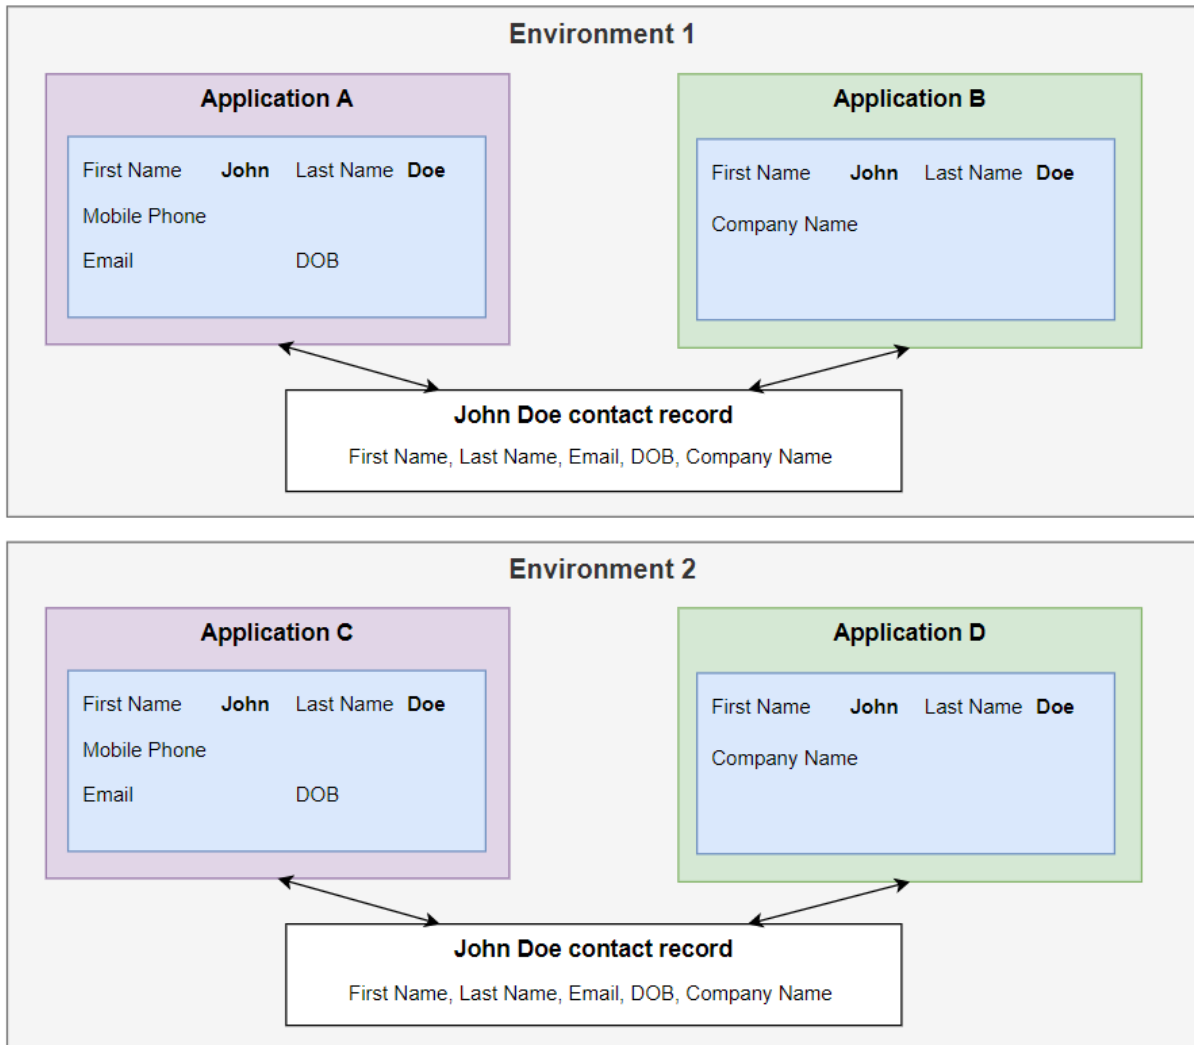 Environment 1
Application A
First Name John Last Name Doe
Mobile Phone
Email DOB
Application B
First Name John Last Name Doe
Company Name
John Doe contact record
First Name, Last Name, Email, DOB, Company Name
Environment 2
Application C
First Name John Last Name Doe
Mobile Phone
Email DOB
Application D
First Name John Last Name Doe
Company Name
John Doe contact record
First Name, Last Name, Email, DOB, Company Name